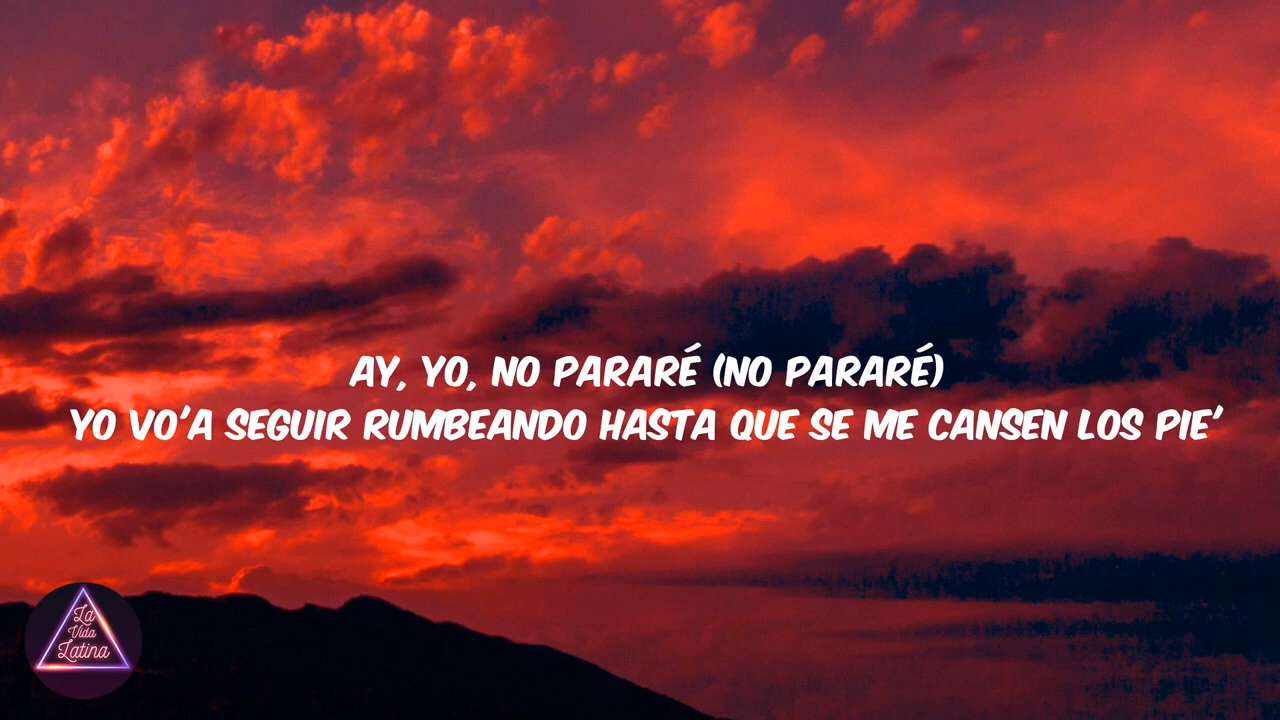 AY, YO, NO PARARÉ (NO PARARÉ)
YO VO'A SEGUIR RUMBEANDO HASTA QUE SE ME CANSEN LOS PIE'
La
Vida
Latina